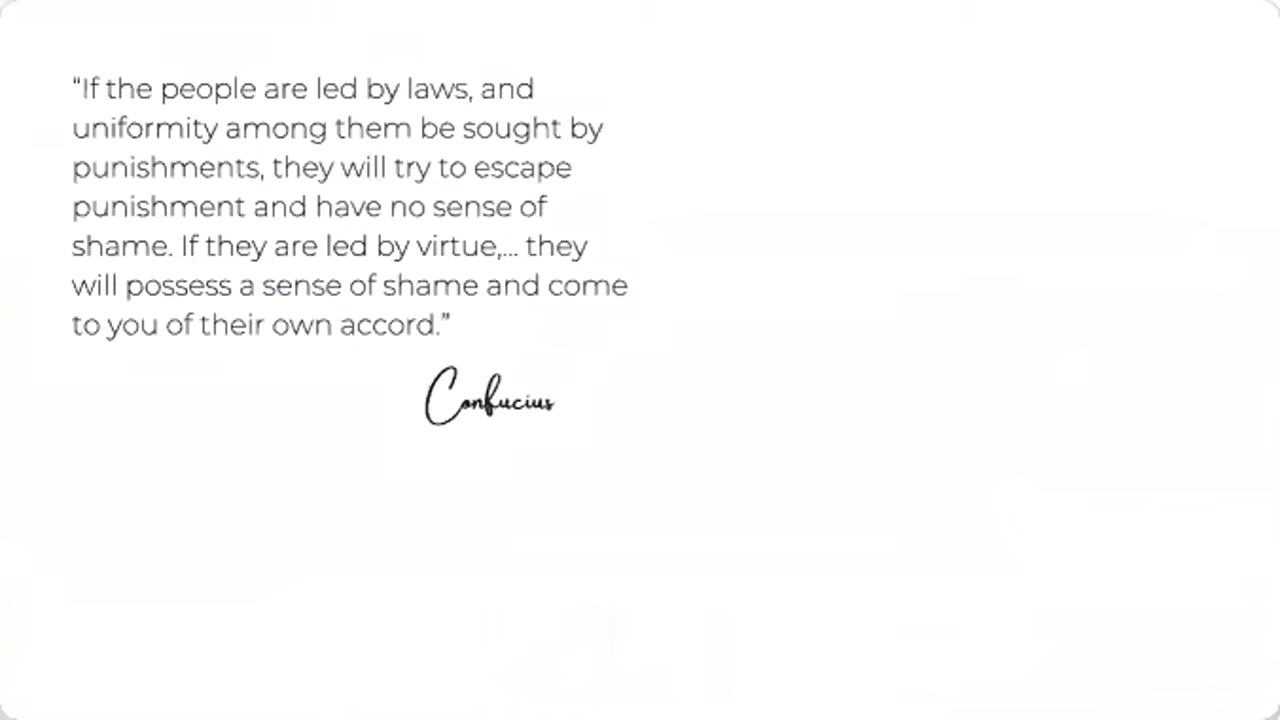 “If the people are led by laws, and
uniformity among them be sought by
punishments, they will try to escape
punishment and have no sense of
shame. If they are led by virtue,... they
will possess a sense of shame and come
to you of their own accord.”
Confucius